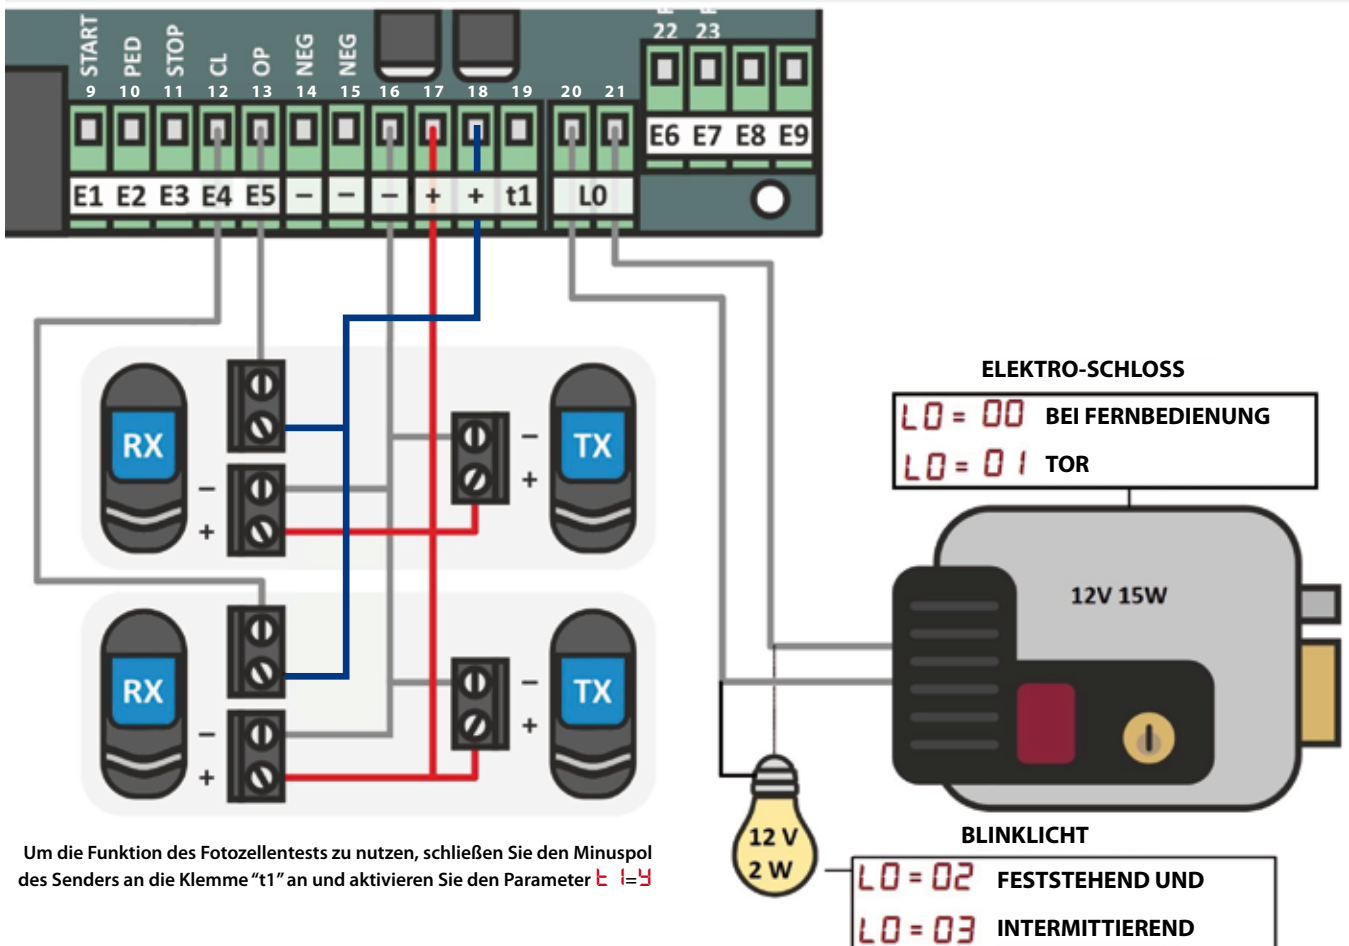 START PED STOP CL OP NEG NEG
22 23
9 10 11 12 13 14 15 16 17 18 19 20 21
E6 E7 E8 E9
E1 E2 E3 E4 E5 − − − + + t1 L0
RX
−
+
−
+
TX
RX
−
+
−
+
TX
Um die Funktion des Fotozellentests zu nutzen, schließen Sie den Minuspol
des Senders an die Klemme “t1” an und aktivieren Sie den Parameter t1=y
ELEKTRO-SCHLOSS
L0 = 00 BEI FERNBEDIENUNG
L0 = 01 TOR
12V 15W
12 V
2 W
BLINKLICHT
L0 = 02 FESTSTEHEND UND
L0 = 03 INTERMITTIEREND